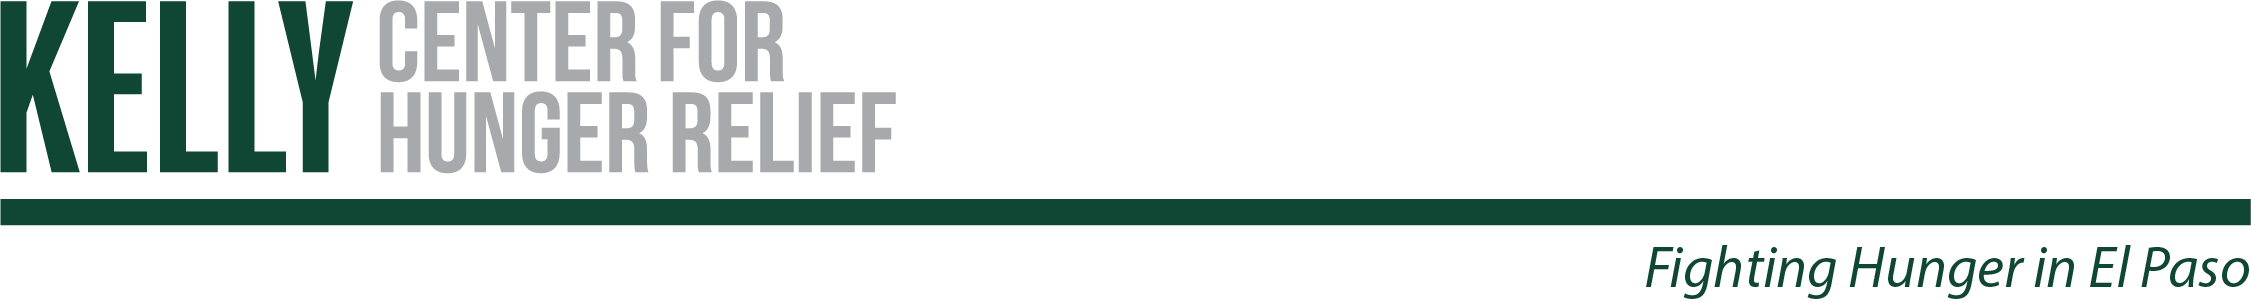 KELLY CENTER FOR
HUNGER RELIEF
Fighting Hunger in El Paso